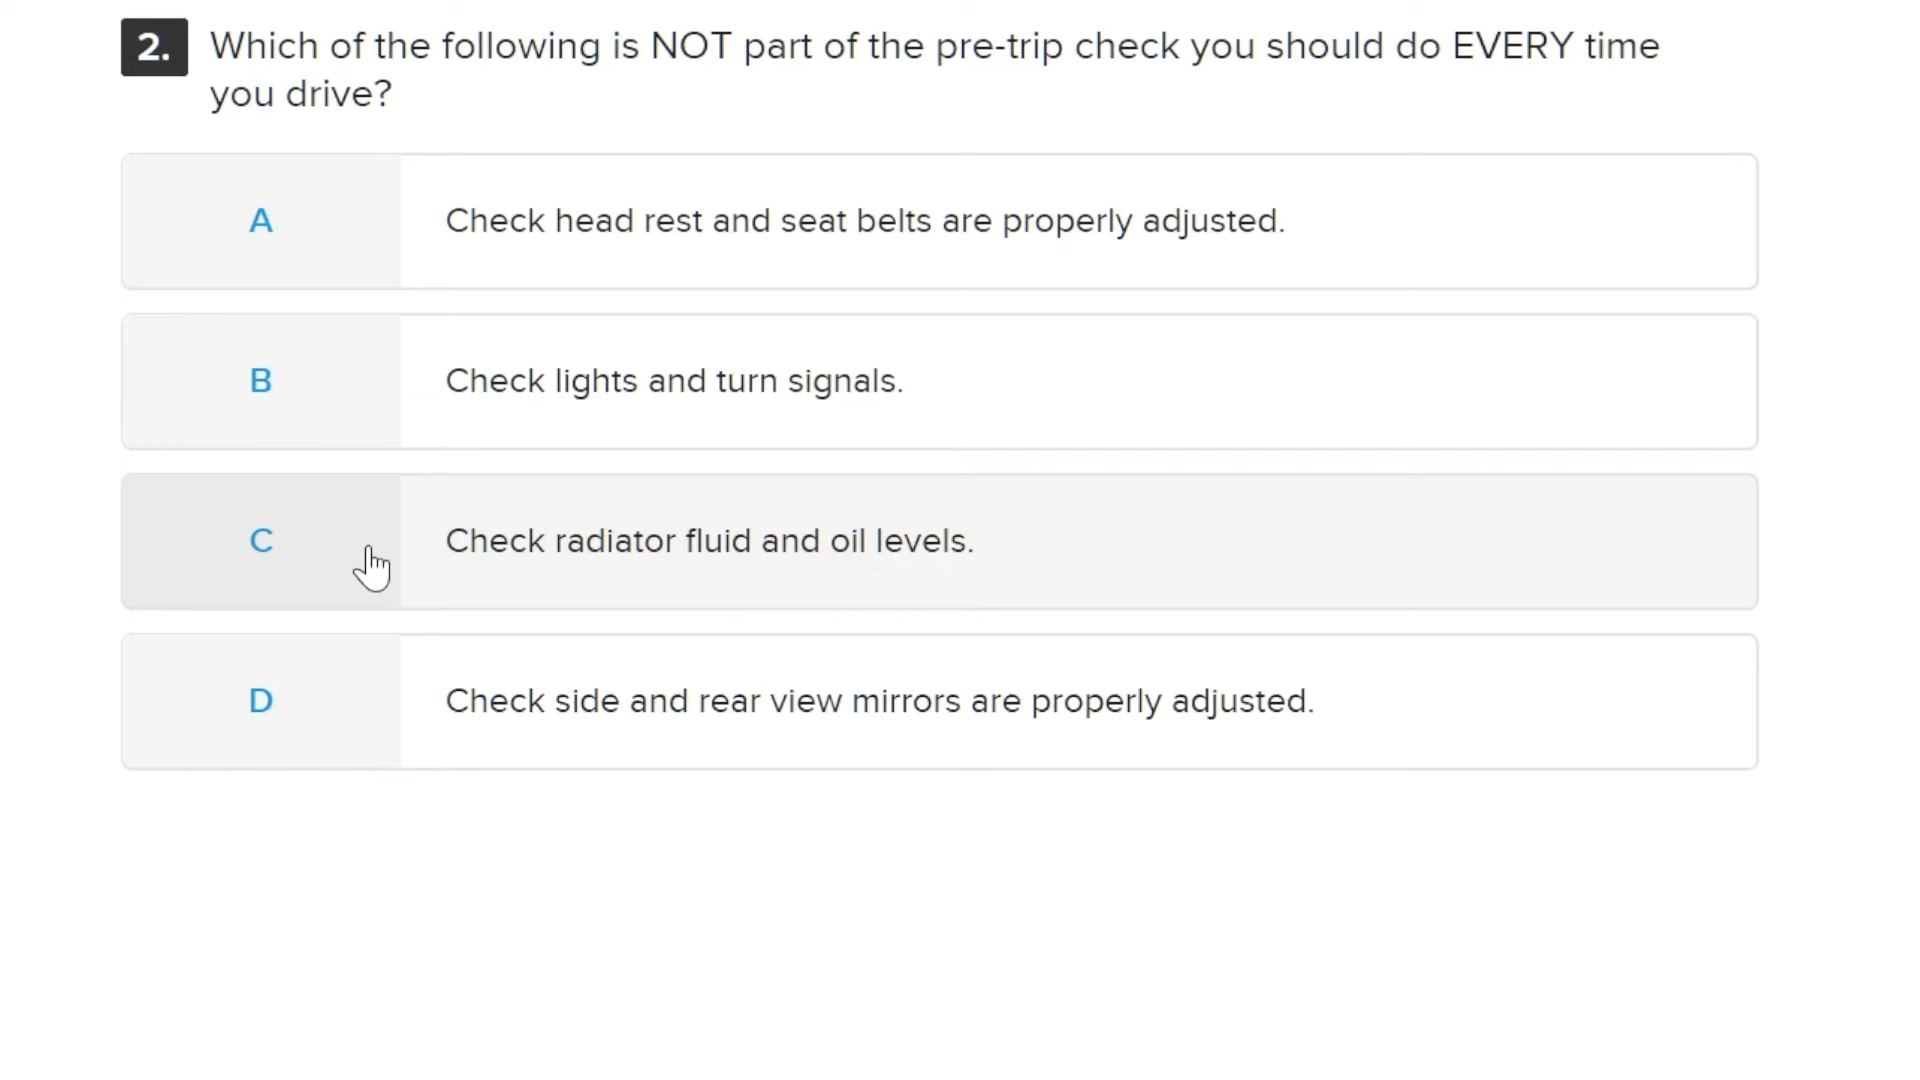 2. Which of the following is NOT part of the pre-trip check you should do EVERY time
you drive?
A Check head rest and seat belts are properly adjusted.
B Check lights and turn signals.
C Check radiator fluid and oil levels.
D Check side and rear view mirrors are properly adjusted.